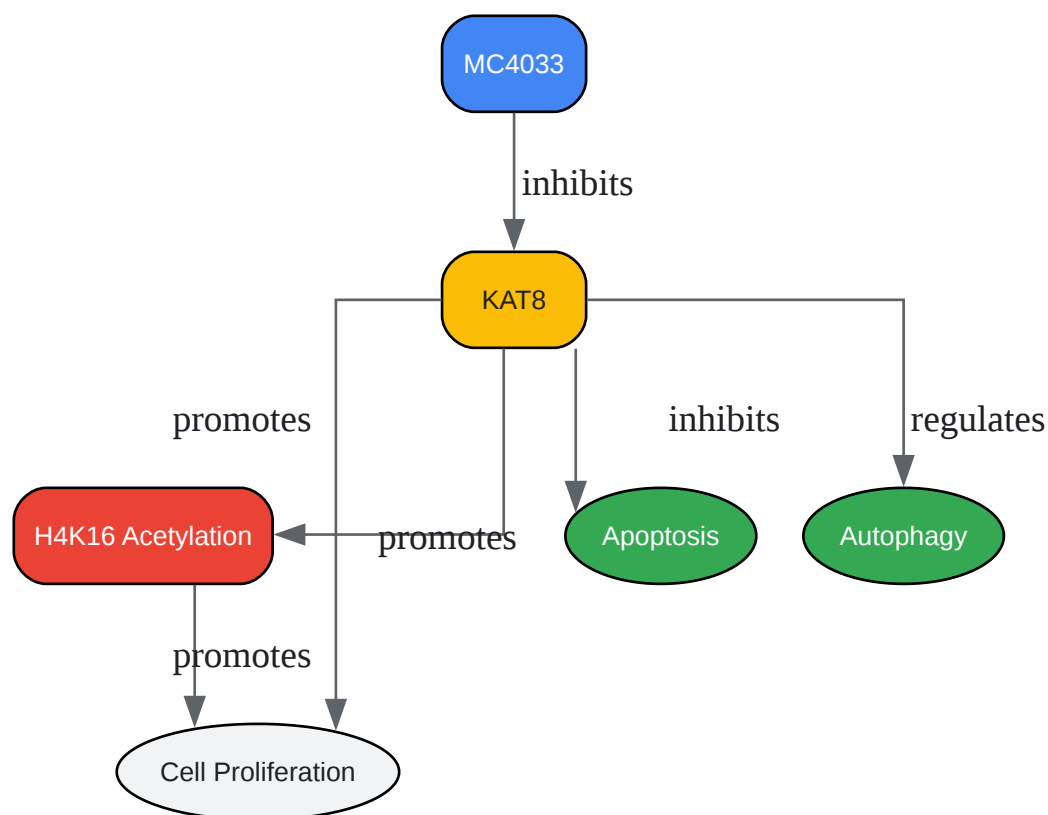 MC4033
inhibits
KAT8
promotes
inhibits
regulates
H4K16 Acetylation
promotes
Apoptosis
Autophagy
promotes
Cell Proliferation